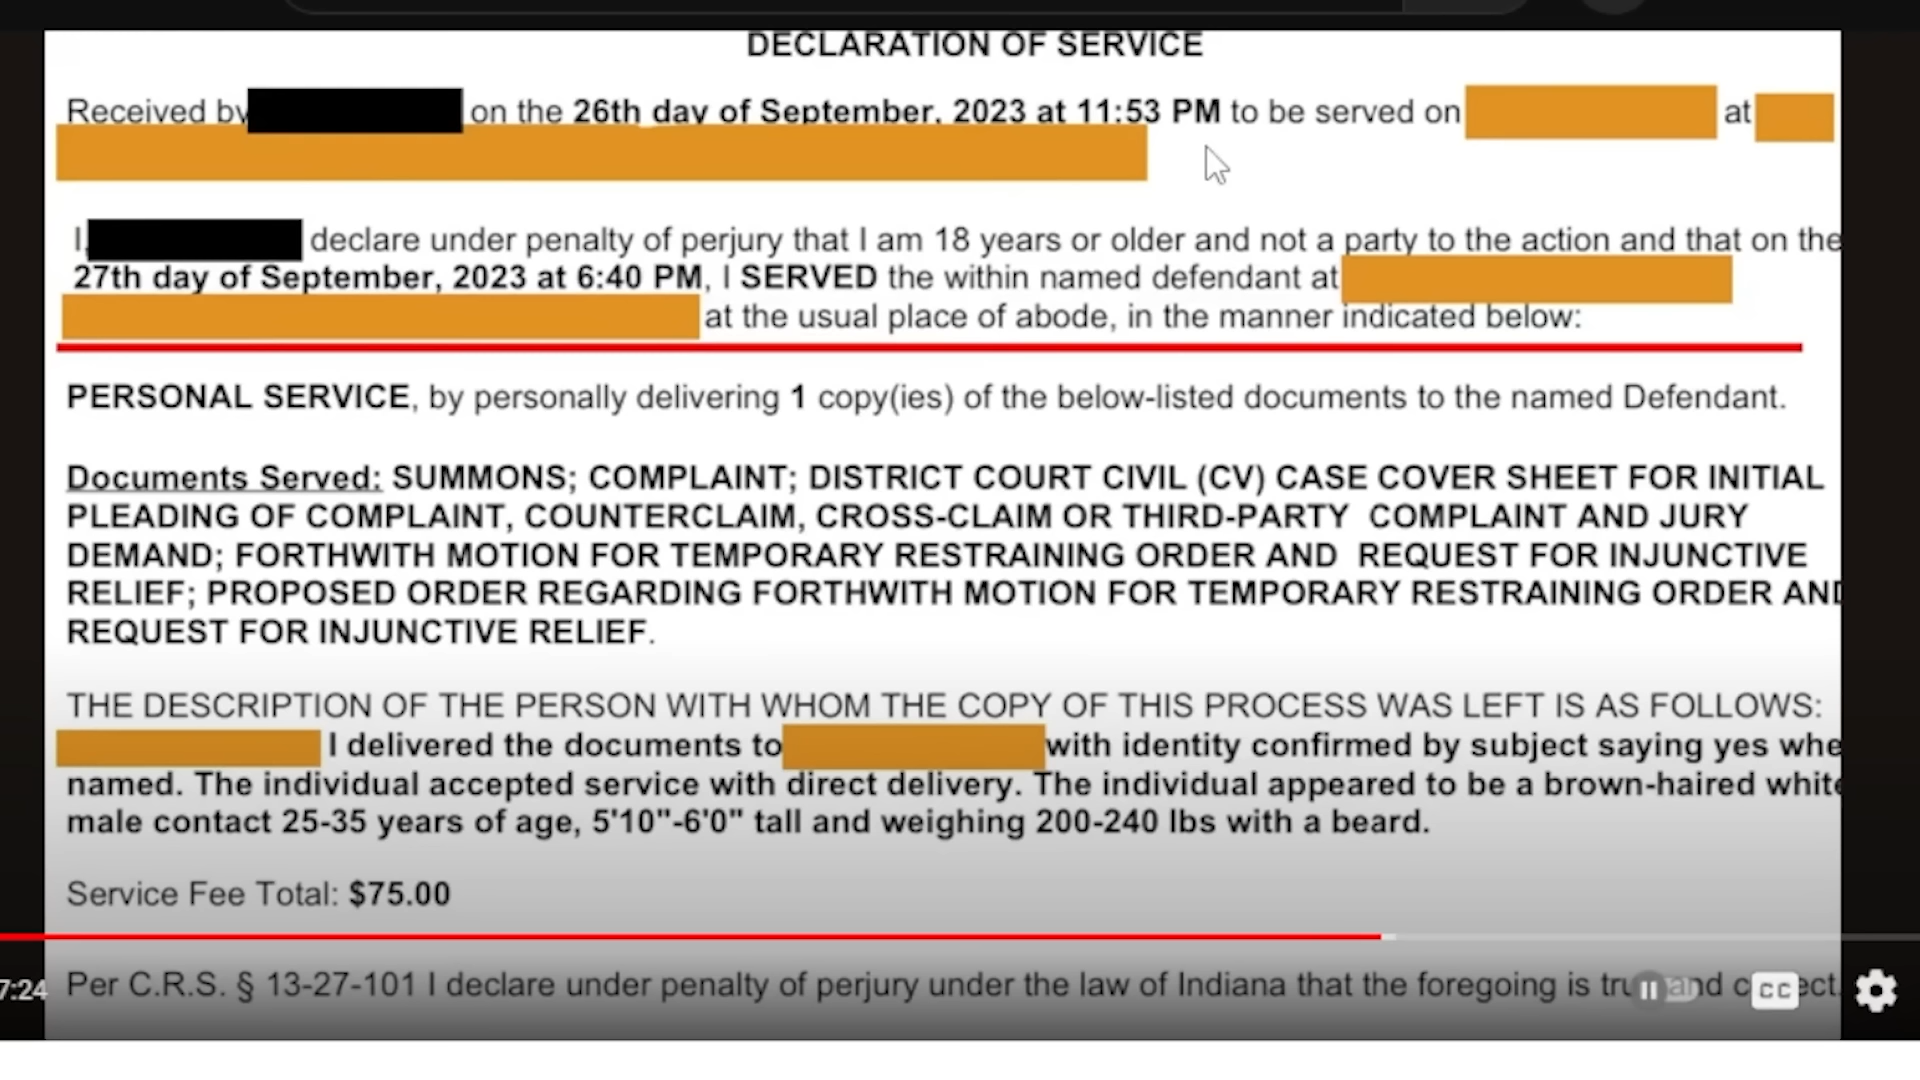 DECLARATION OF SERVICE
Received by on the 26th day of September, 2023 at 11:53 PM to be served on at
I, declare under penalty of perjury that I am 18 years or older and not a party to the action and that on the
27th day of September, 2023 at 6:40 PM, I SERVED the within named defendant at
at the usual place of abode, in the manner indicated below:
PERSONAL SERVICE, by personally delivering 1 copy(ies) of the below-listed documents to the named Defendant.
Documents Served: SUMMONS; COMPLAINT; DISTRICT COURT CIVIL (CV) CASE COVER SHEET FOR INITIAL
PLEADING OF COMPLAINT, COUNTERCLAIM, CROSS-CLAIM OR THIRD-PARTY COMPLAINT AND JURY
DEMAND; FORTHWITH MOTION FOR TEMPORARY RESTRAINING ORDER AND REQUEST FOR INJUNCTIVE
RELIEF; PROPOSED ORDER REGARDING FORTHWITH MOTION FOR TEMPORARY RESTRAINING ORDER AND
REQUEST FOR INJUNCTIVE RELIEF.
THE DESCRIPTION OF THE PERSON WITH WHOM THE COPY OF THIS PROCESS WAS LEFT IS AS FOLLOWS:
I delivered the documents to with identity confirmed by subject saying yes whe
named. The individual accepted service with direct delivery. The individual appeared to be a brown-haired white
male contact 25-35 years of age, 5'10"-6'0" tall and weighing 200-240 lbs with a beard.
Service Fee Total: $75.00
7:24
Per C.R.S. § 13-27-101 I declare under penalty of perjury under the law of Indiana that the foregoing is and
CC